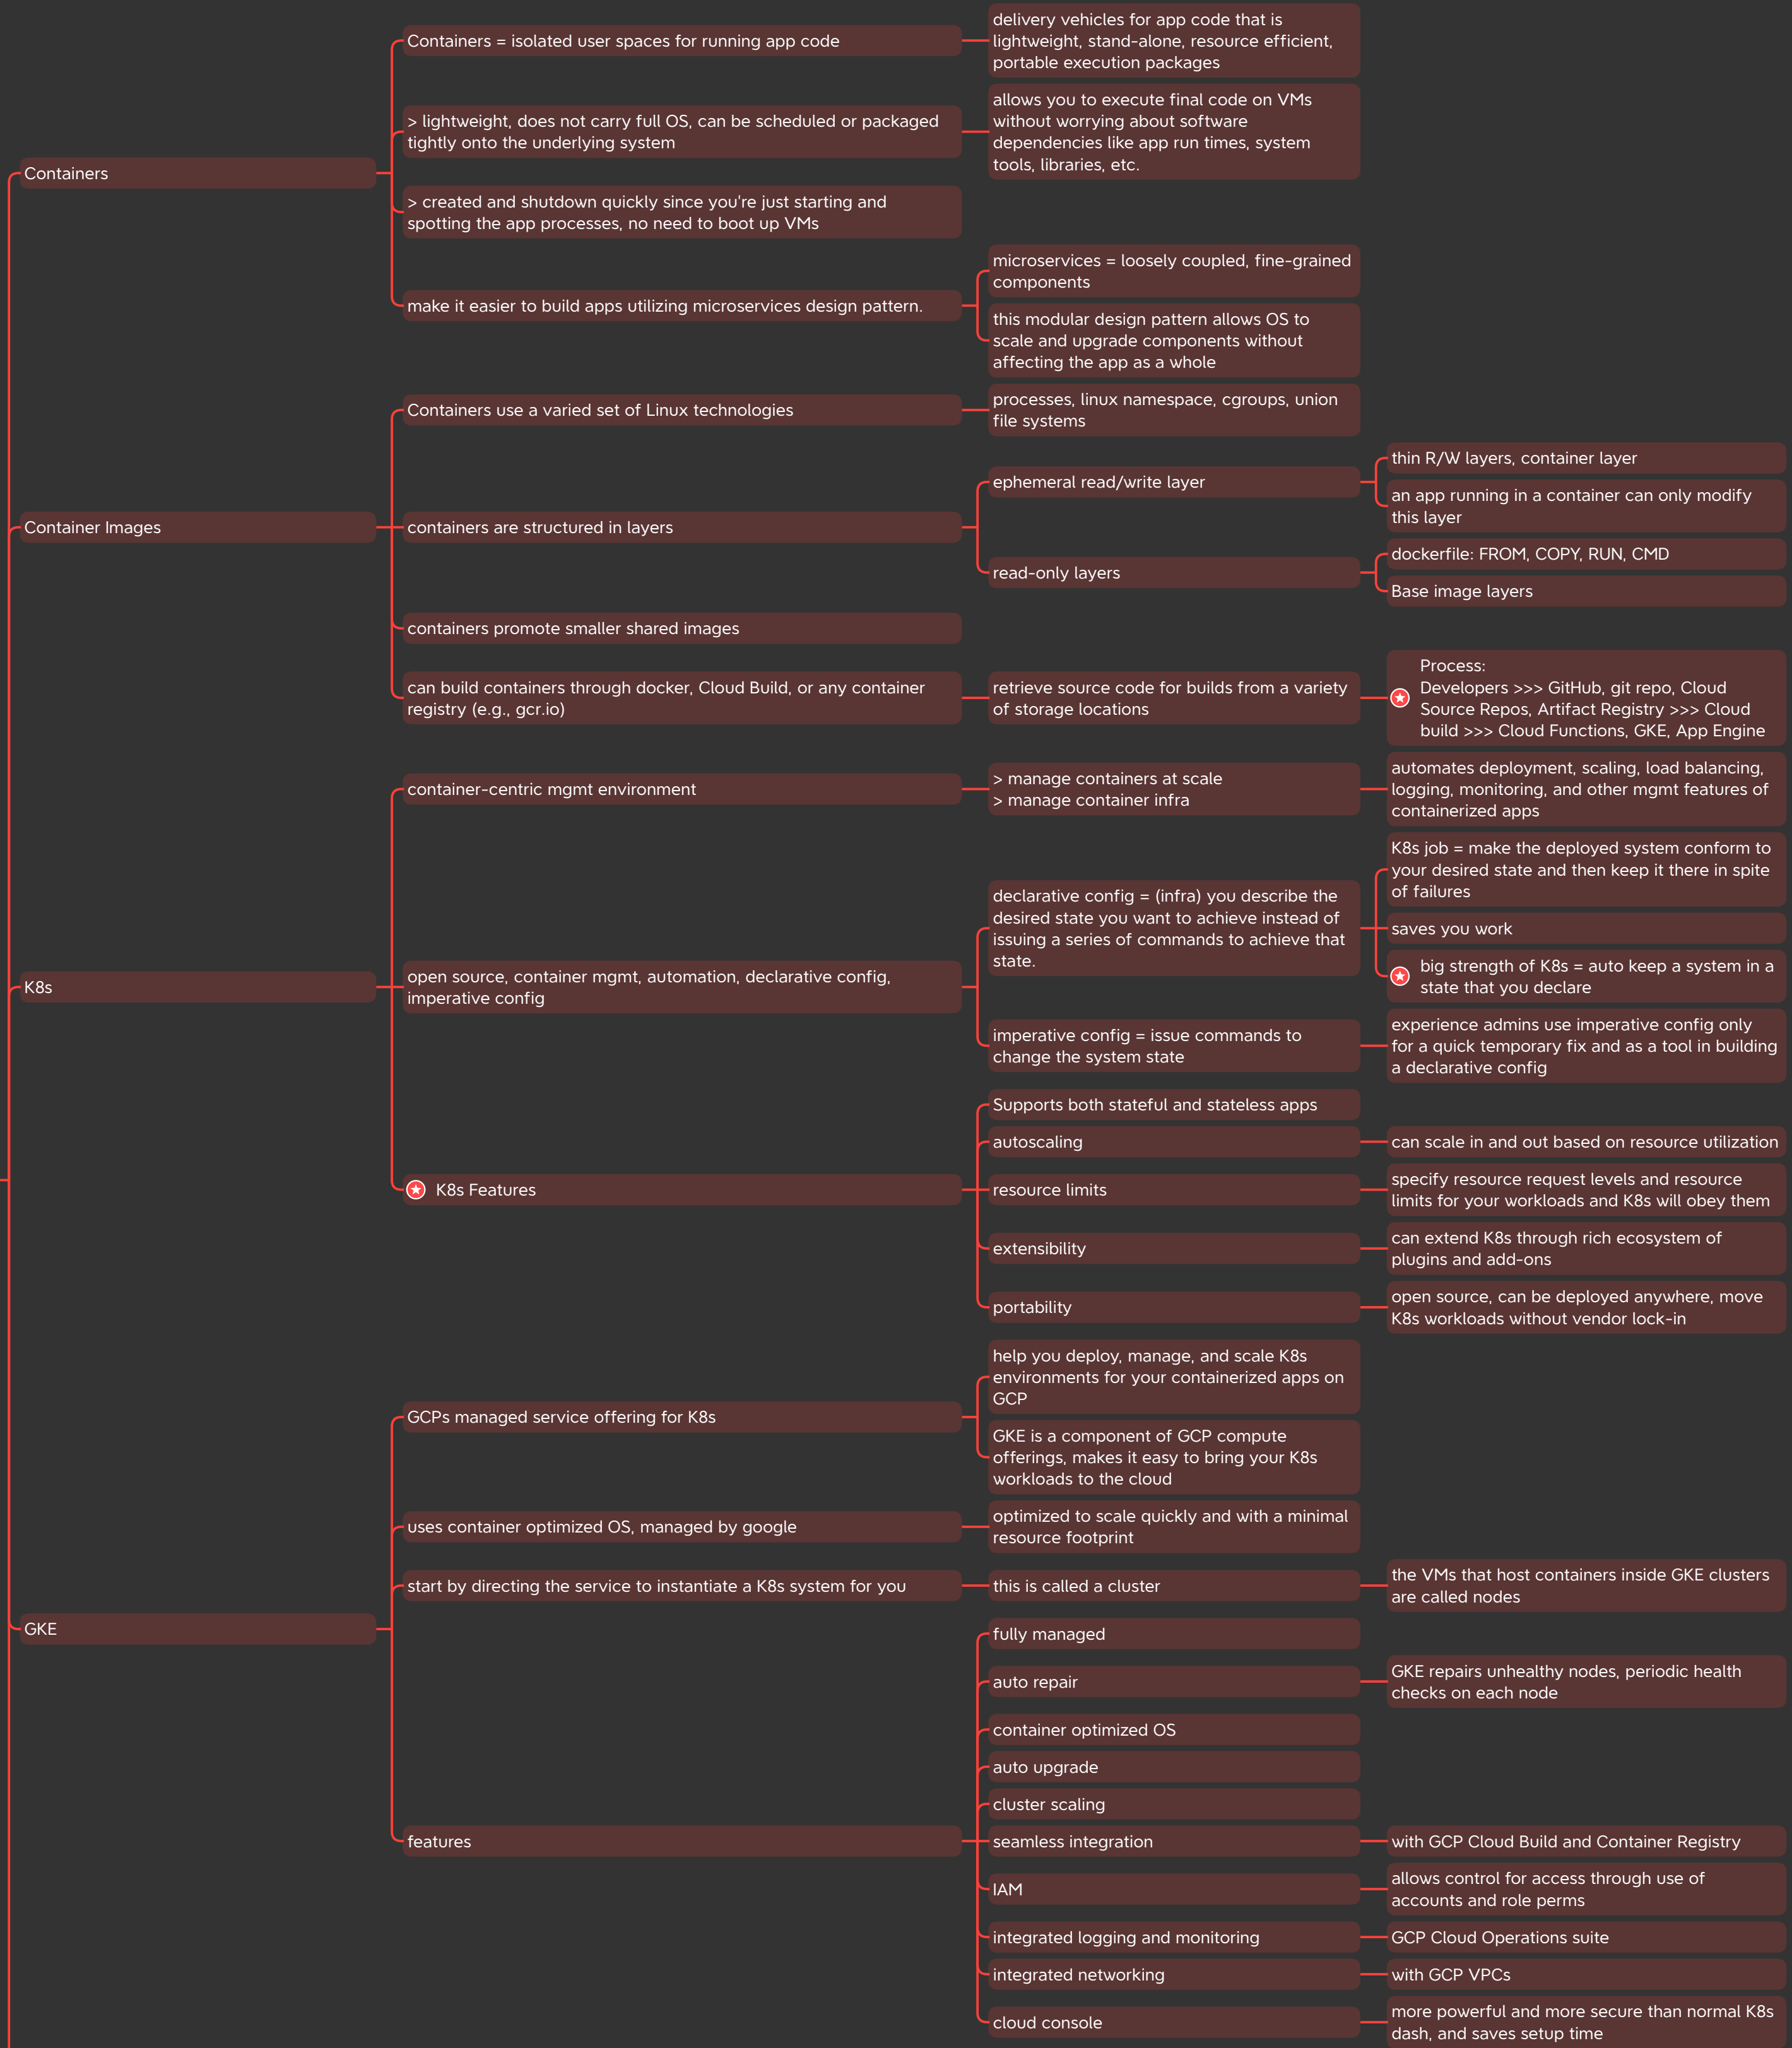 Containers
Containers = isolated user spaces for running app code
delivery vehicles for app code that is
lightweight, stand-alone, resource efficient,
portable execution packages
> lightweight, does not carry full OS, can be scheduled or packaged
tightly onto the underlying system
allows you to execute final code on VMs
without worrying about software
dependencies like app run times, system
tools, libraries, etc.
> created and shutdown quickly since you're just starting and
spotting the app processes, no need to boot up VMs
make it easier to build apps utilizing microservices design pattern.
microservices = loosely coupled, fine-grained
components
this modular design pattern allows OS to
scale and upgrade components without
affecting the app as a whole
Container Images
Containers use a varied set of Linux technologies
processes, linux namespace, cgroups, union
file systems
containers are structured in layers
ephemeral read/write layer
thin R/W layers, container layer
an app running in a container can only modify
this layer
read-only layers
dockerfile: FROM, COPY, RUN, CMD
Base image layers
containers promote smaller shared images
can build containers through docker, Cloud Build, or any container
registry (e.g., gcr.io)
retrieve source code for builds from a variety
of storage locations
Process:
Developers >>> GitHub, git repo, Cloud
Source Repos, Artifact Registry >>> Cloud
build >>> Cloud Functions, GKE, App Engine
K8s
container-centric mgmt environment
> manage containers at scale
> manage container infra
automates deployment, scaling, load balancing,
logging, monitoring, and other mgmt features of
containerized apps
open source, container mgmt, automation, declarative config,
imperative config
declarative config = (infra) you describe the
desired state you want to achieve instead of
issuing a series of commands to achieve that
state.
K8s job = make the deployed system conform to
your desired state and then keep it there in spite
of failures
saves you work
big strength of K8s = auto keep a system in a
state that you declare
imperative config = issue commands to
change the system state
experience admins use imperative config only
for a quick temporary fix and as a tool in building
a declarative config
K8s Features
Supports both stateful and stateless apps
autoscaling
can scale in and out based on resource utilization
resource limits
specify resource request levels and resource
limits for your workloads and K8s will obey them
extensibility
can extend K8s through rich ecosystem of
plugins and add-ons
portability
open source, can be deployed anywhere, move
K8s workloads without vendor lock-in
GKE
GCPs managed service offering for K8s
help you deploy, manage, and scale K8s
environments for your containerized apps on
GCP
GKE is a component of GCP compute
offerings, makes it easy to bring your K8s
workloads to the cloud
uses container optimized OS, managed by google
optimized to scale quickly and with a minimal
resource footprint
start by directing the service to instantiate a K8s system for you
this is called a cluster
the VMs that host containers inside GKE clusters
are called nodes
features
fully managed
auto repair
GKE repairs unhealthy nodes, periodic health
checks on each node
container optimized OS
auto upgrade
cluster scaling
seamless integration
with GCP Cloud Build and Container Registry
IAM
allows control for access through use of
accounts and role perms
integrated logging and monitoring
GCP Cloud Operations suite
integrated networking
with GCP VPCs
cloud console
more powerful and more secure than normal K8s
dash, and saves setup time